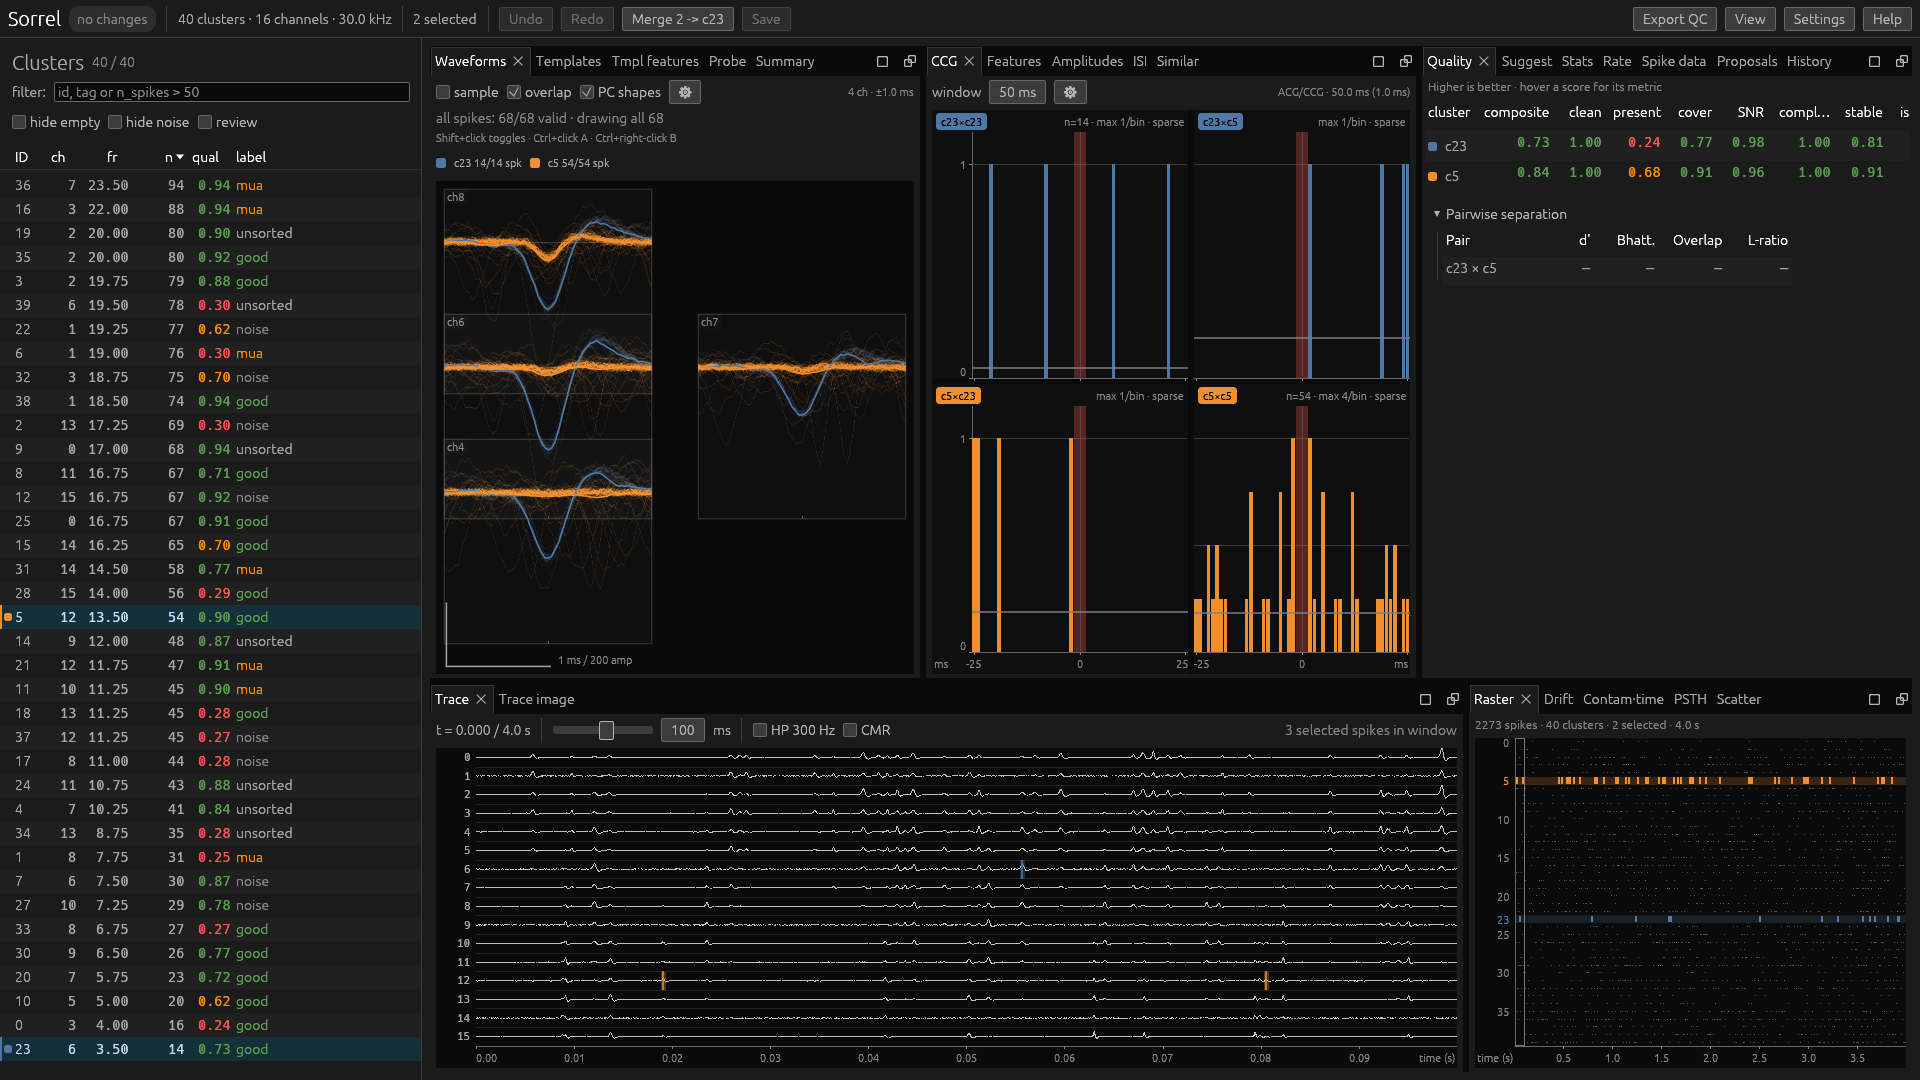 Sorrel no changes 40 clusters · 16 channels · 30.0 kHz 2 selected Undo Redo Merge 2 -> c23 Save Export QC View Settings Help
Clusters 40 / 40
filter: id, tag or n_spikes > 50
hide empty hide noise review
ID ch fr n qual label
36 7 23.50 94 0.94 mua
16 3 22.00 88 0.94 mua
19 2 20.00 80 0.90 unsorted
35 2 20.00 80 0.92 good
3 2 19.75 79 0.88 good
39 6 19.50 78 0.30 unsorted
22 1 19.25 77 0.62 noise
6 1 19.00 76 0.30 mua
32 3 18.75 75 0.70 noise
38 1 18.50 74 0.94 good
2 13 17.25 69 0.30 noise
9 0 17.00 68 0.94 unsorted
8 11 16.75 67 0.71 good
12 15 16.75 67 0.92 noise
25 0 16.75 67 0.91 good
15 14 16.25 65 0.70 good
31 14 14.50 58 0.77 mua
28 15 14.00 56 0.29 good
5 12 13.50 54 0.90 good
14 9 12.00 48 0.87 unsorted
21 12 11.75 47 0.91 mua
11 10 11.25 45 0.90 mua
18 13 11.25 45 0.28 good
37 12 11.25 45 0.27 noise
17 8 11.00 44 0.28 noise
24 11 10.75 43 0.88 unsorted
4 7 10.25 41 0.84 unsorted
34 13 8.75 35 0.28 unsorted
1 8 7.75 31 0.25 mua
7 6 7.50 30 0.87 noise
27 10 7.25 29 0.78 noise
33 8 6.75 27 0.27 good
30 9 6.50 26 0.77 good
20 7 5.75 23 0.72 good
10 5 5.00 20 0.62 good
0 3 4.00 16 0.24 good
23 6 3.50 14 0.73 good
Waveforms Templates Tmpl features Probe Summary
sample overlap PC shapes 4 ch · ±1.0 ms
all spikes: 68/68 valid · drawing all 68
Shift+click toggles · Ctrl+click A · Ctrl+right-click B
c23 14/14 spk c5 54/54 spk
ch8
ch6
ch7
ch4
1 ms / 200 amp
CCG Features Amplitudes ISI Similar
window 50 ms ACG/CCG · 50.0 ms (1.0 ms)
c23×c23 n=14 · max 1/bin · sparse
c23×c5 max 1/bin · sparse
1
0
c5×c23 max 1/bin · sparse
c5×c5 n=54 · max 4/bin · sparse
1
0
ms -25 0 25 -25 0 ms
Quality Suggest Stats Rate Spike data Proposals History
Higher is better · hover a score for its metric
cluster composite clean present cover SNR compl... stable is
c23 0.73 1.00 0.24 0.77 0.98 1.00 0.81
c5 0.84 1.00 0.68 0.91 0.96 1.00 0.91
Pairwise separation
Pair d' Bhatt. Overlap L-ratio
c23 × c5 – – – –
Trace Trace image
t = 0.000 / 4.0 s 100 ms HP 300 Hz CMR 3 selected spikes in window
0
1
2
3
4
5
6
7
8
9
10
11
12
13
14
15
0.00 0.01 0.02 0.03 0.04 0.05 0.06 0.07 0.08 0.09 time (s)
Raster Drift Contam·time PSTH Scatter
2273 spikes · 40 clusters · 2 selected · 4.0 s
0
5
10
15
20
23
25
30
35
time (s) 0.5 1.0 1.5 2.0 2.5 3.0 3.5